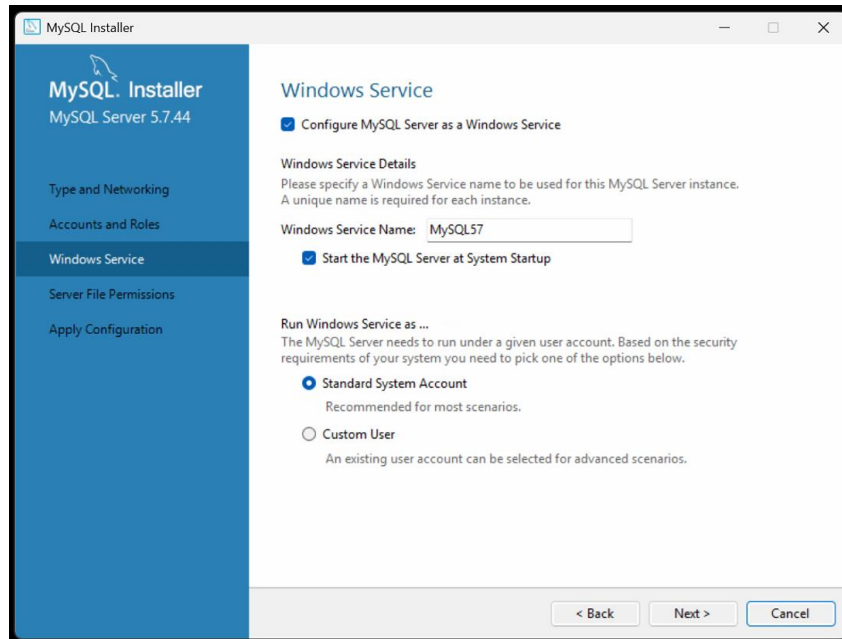 MySQL Installer
MySQL. Installer
MySQL Server 5.7.44
Type and Networking
Accounts and Roles
Windows Service
Server File Permissions
Apply Configuration
Windows Service
Configure MySQL Server as a Windows Service
Windows Service Details
Please specify a Windows Service name to be used for this MySQL Server instance.
A unique name is required for each instance.
Windows Service Name: MySQL57
Start the MySQL Server at System Startup
Run Windows Service as ...
The MySQL Server needs to run under a given user account. Based on the security
requirements of your system you need to pick one of the options below.
Standard System Account
Recommended for most scenarios.
Custom User
An existing user account can be selected for advanced scenarios.
< Back Next > Cancel